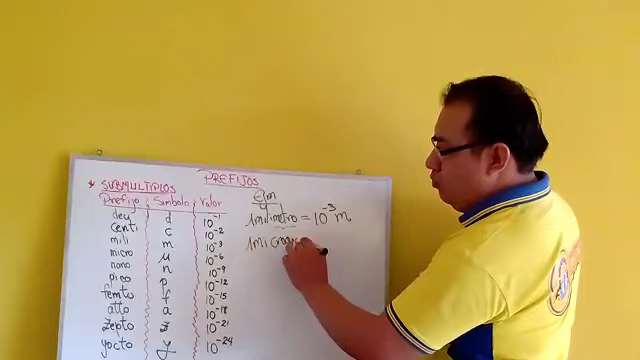 PREFIJOS
* SUBMULTIPLOS
Prefijo Simbolo Valor
deci d 10⁻¹
centi c 10⁻²
mili m 10⁻³
micro μ 10⁻⁶
nano n 10⁻⁹
pico p 10⁻¹²
femto f 10⁻¹⁵
atto a 10⁻¹⁸
zepto z 10⁻²¹
yocto y 10⁻²⁴
Ejm
1milimetro = 10⁻³ m